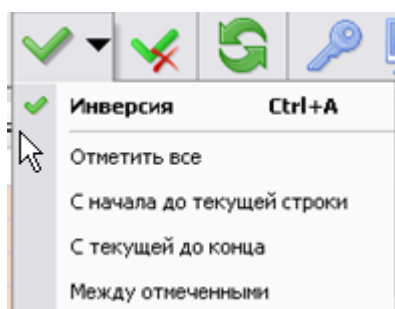 Инверсия Ctrl+A
Отметить все
С начала до текущей строки
С текущей до конца
Между отмеченными